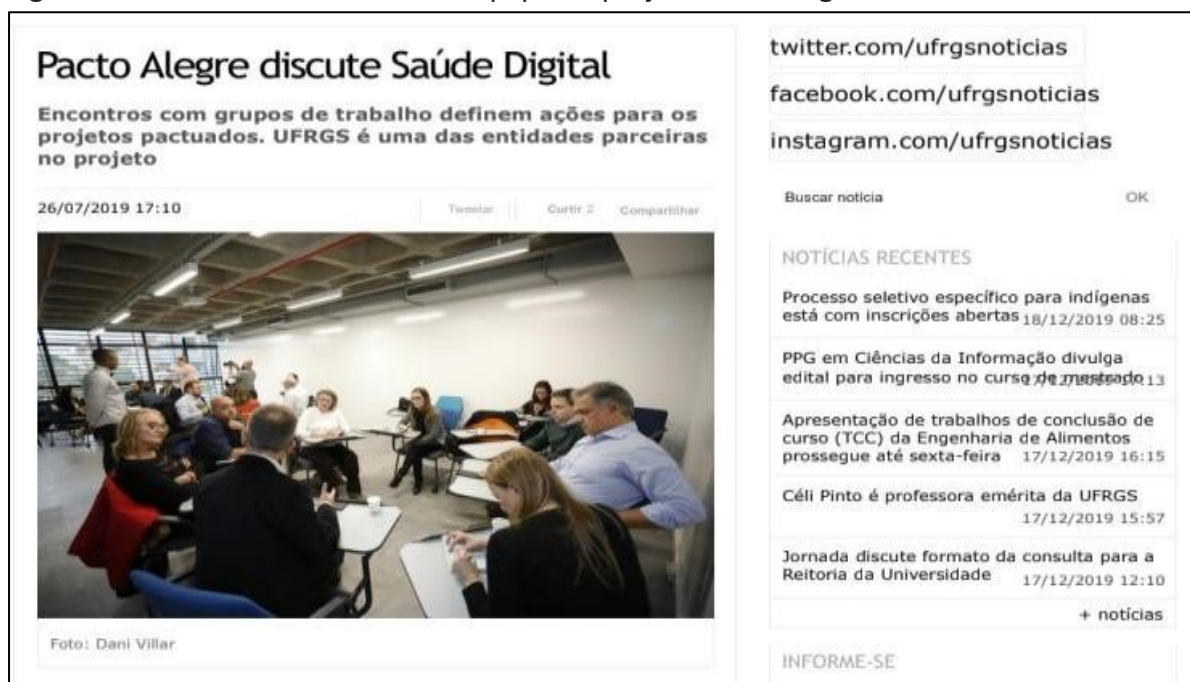 Pacto Alegre discute Saúde Digital
Encontros com grupos de trabalho definem ações para os
projetos pactuados. UFRGS é uma das entidades parceiras
no projeto
26/07/2019 17:10
Tweetar
Curtir 2
Compartilhar
Foto: Dani Villar
twitter.com/ufrgsnoticias
facebook.com/ufrgsnoticias
instagram.com/ufrgsnoticias
Buscar notícia OK
NOTÍCIAS RECENTES
Processo seletivo específico para indígenas
está com inscrições abertas 18/12/2019 08:25
PPG em Ciências da Informação divulga
edital para ingresso no curso de mestrado
Apresentação de trabalhos de conclusão de
curso (TCC) da Engenharia de Alimentos
prossegue até sexta-feira 17/12/2019 16:15
Céli Pinto é professora emérita da UFRGS
17/12/2019 15:57
Jornada discute formato da consulta para a
Reitoria da Universidade 17/12/2019 12:10
+ notícias
INFORME-SE